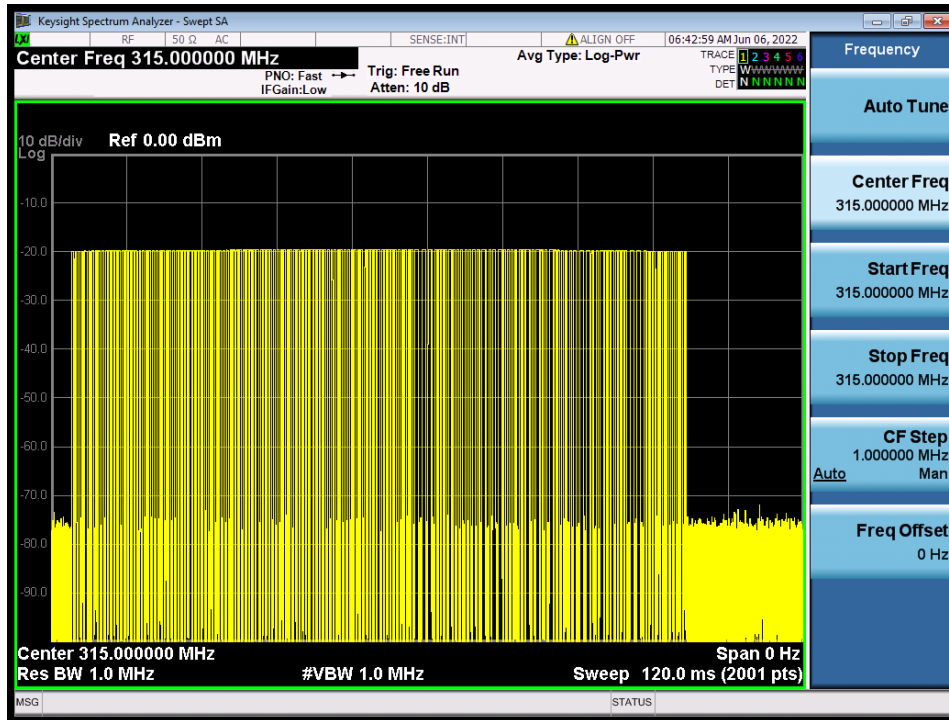 Keysight Spectrum Analyzer - Swept SA
LXI RF 50 Ω AC SENSE:INT ALIGN OFF 06:42:59 AM Jun 06, 2022
Center Freq 315.000000 MHz
PNO: Fast
IFGain:Low
Trig: Free Run
Atten: 10 dB
Avg Type: Log-Pwr
TRACE 1 2 3 4 5 6
TYPE WWWWWW
DET N N N N N N
10 dB/div Ref 0.00 dBm
Log
-10.0
-20.0
-30.0
-40.0
-50.0
-60.0
-70.0
-80.0
-90.0
Center 315.000000 MHz Span 0 Hz
Res BW 1.0 MHz #VBW 1.0 MHz Sweep 120.0 ms (2001 pts)
MSG STATUS
Frequency
Auto Tune
Center Freq
315.000000 MHz
Start Freq
315.000000 MHz
Stop Freq
315.000000 MHz
CF Step
1.000000 MHz
Auto Man
Freq Offset
0 Hz